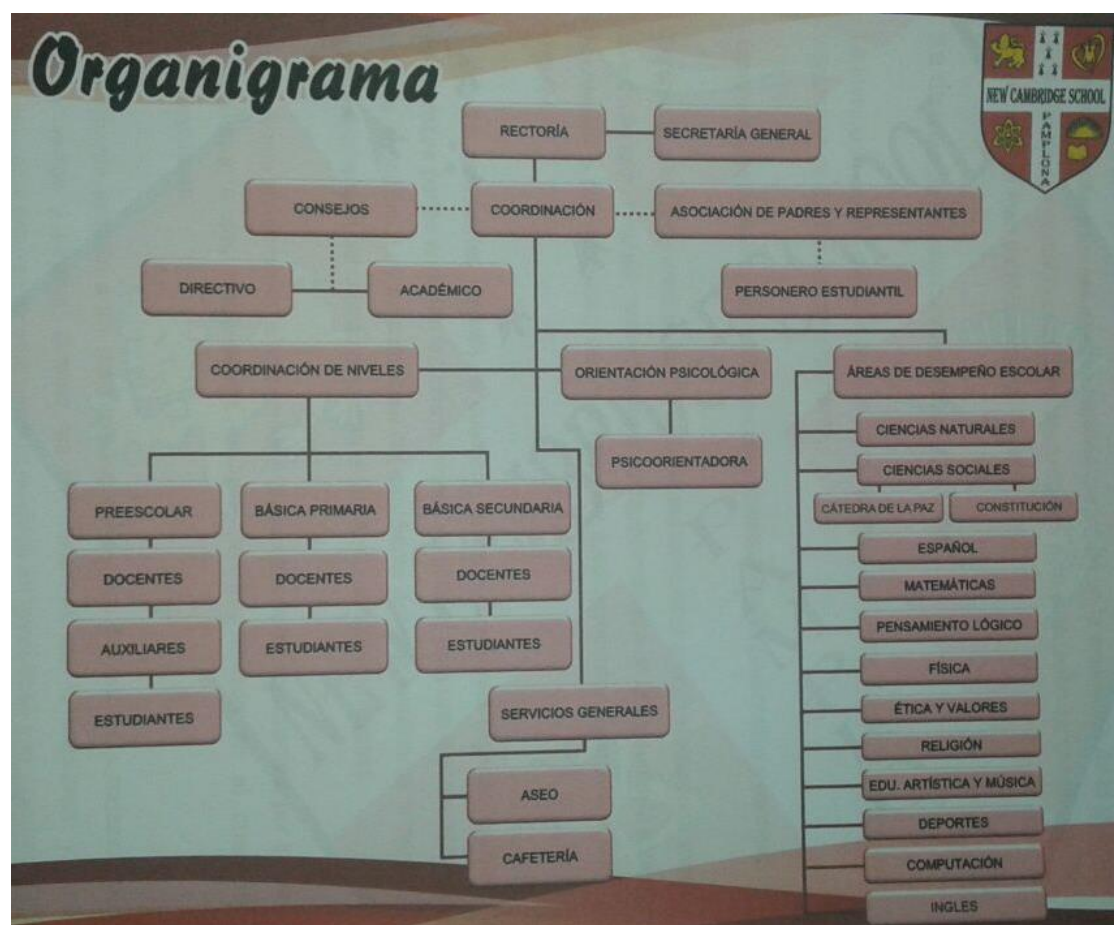 Organigrama
NEW CAMBRIDGE SCHOOL
PAMPLONA
RECTORÍA
SECRETARÍA GENERAL
CONSEJOS
COORDINACIÓN
ASOCIACIÓN DE PADRES Y REPRESENTANTES
DIRECTIVO
ACADÉMICO
PERSONERO ESTUDIANTIL
COORDINACIÓN DE NIVELES
ORIENTACIÓN PSICOLÓGICA
ÁREAS DE DESEMPEÑO ESCOLAR
PSICOORIENTADORA
PREESCOLAR
BÁSICA PRIMARIA
BÁSICA SECUNDARIA
DOCENTES
DOCENTES
DOCENTES
AUXILIARES
ESTUDIANTES
ESTUDIANTES
ESTUDIANTES
SERVICIOS GENERALES
ASEO
CAFETERÍA
CIENCIAS NATURALES
CIENCIAS SOCIALES
CÁTEDRA DE LA PAZ
CONSTITUCIÓN
ESPAÑOL
MATEMÁTICAS
PENSAMIENTO LÓGICO
FÍSICA
ÉTICA Y VALORES
RELIGIÓN
EDU. ARTÍSTICA Y MÚSICA
DEPORTES
COMPUTACIÓN
INGLES